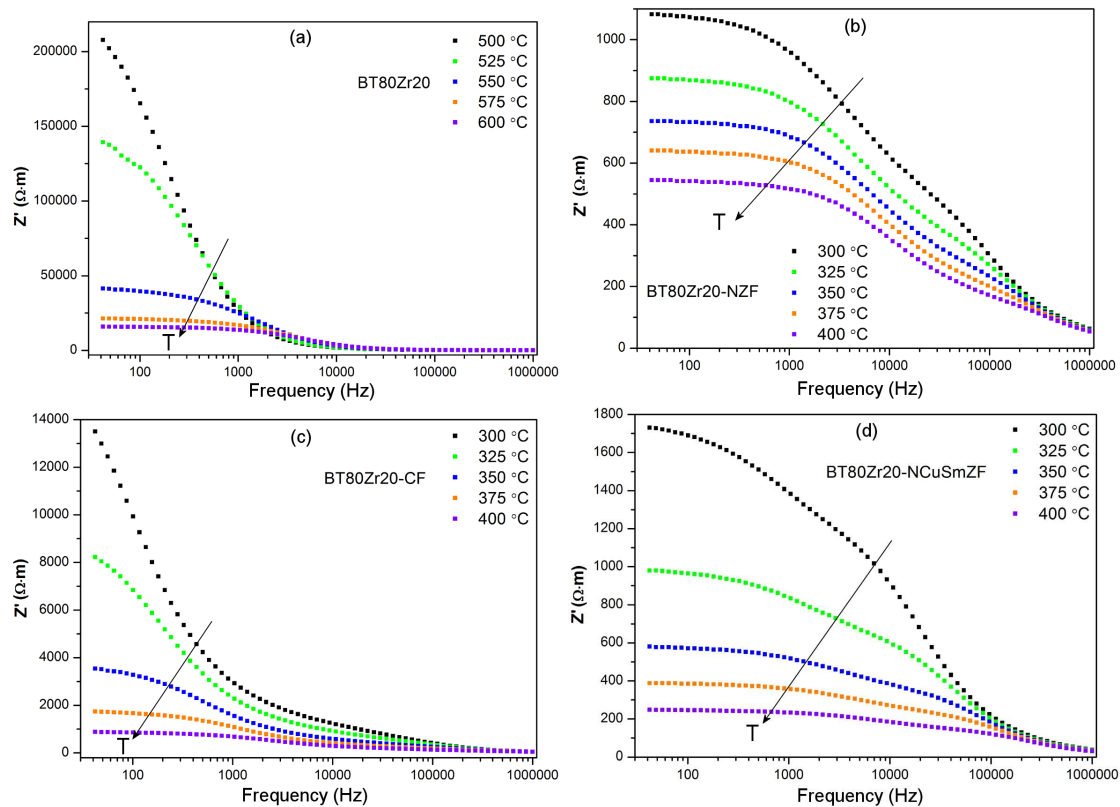 (a)
BT80Zr20
500 °C
525 °C
550 °C
575 °C
600 °C
200000
150000
100000
50000
0
Z' (Ω·m)
T
100 1000 10000 100000 1000000
Frequency (Hz)
(b)
1000
800
600
400
200
0
Z' (Ω·m)
T
BT80Zr20-NZF
300 °C
325 °C
350 °C
375 °C
400 °C
100 1000 10000 100000 1000000
Frequency (Hz)
(c)
BT80Zr20-CF
300 °C
325 °C
350 °C
375 °C
400 °C
14000
12000
10000
8000
6000
4000
2000
0
Z' (Ω·m)
T
100 1000 10000 100000 1000000
Frequency (Hz)
(d)
BT80Zr20-NCuSmZF
300 °C
325 °C
350 °C
375 °C
400 °C
1800
1600
1400
1200
1000
800
600
400
200
0
Z' (Ω·m)
T
100 1000 10000 100000 1000000
Frequency (Hz)